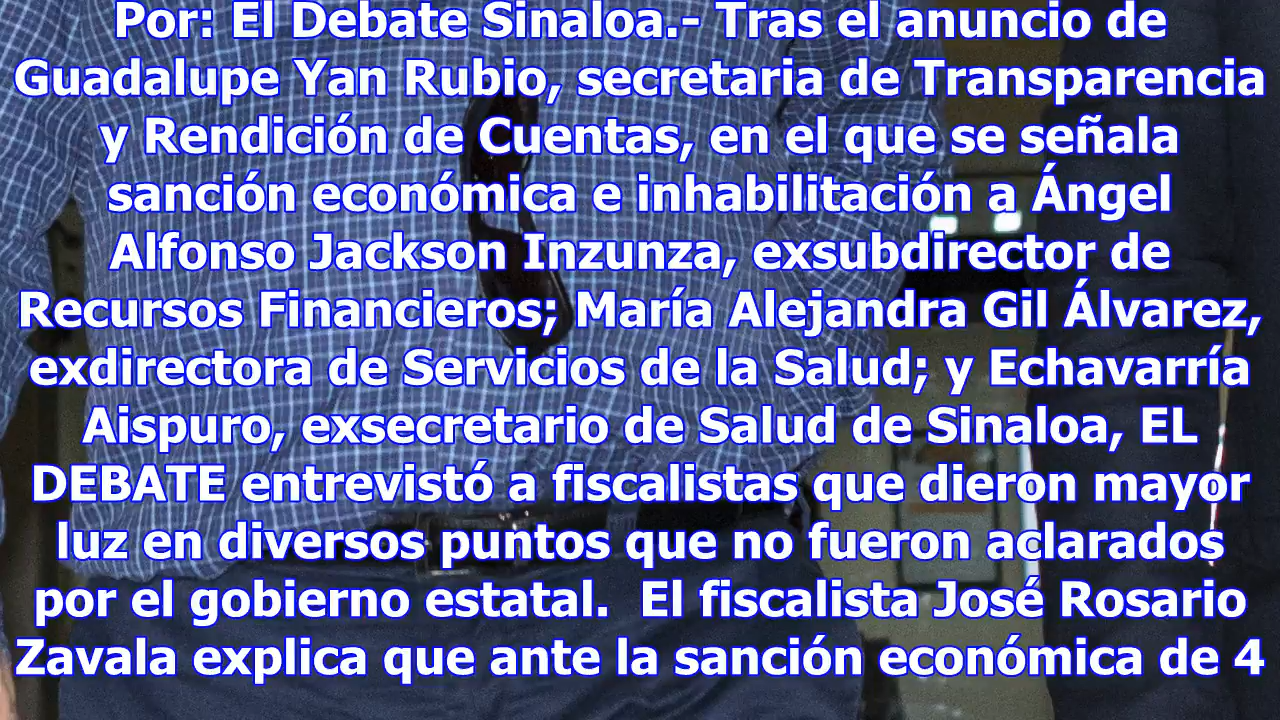 Por: El Debate Sinaloa.- Tras el anuncio de
Guadalupe Yan Rubio, secretaria de Transparencia
y Rendición de Cuentas, en el que se señala
sanción económica e inhabilitación a Ángel
Alfonso Jackson Inzunza, exsubdirector de
Recursos Financieros; María Alejandra Gil Álvarez,
exdirectora de Servicios de la Salud; y Echavarría
Aispuro, exsecretario de Salud de Sinaloa, EL
DEBATE entrevistó a fiscalistas que dieron mayor
luz en diversos puntos que no fueron aclarados
por el gobierno estatal.  El fiscalista José Rosario
Zavala explica que ante la sanción económica de 4